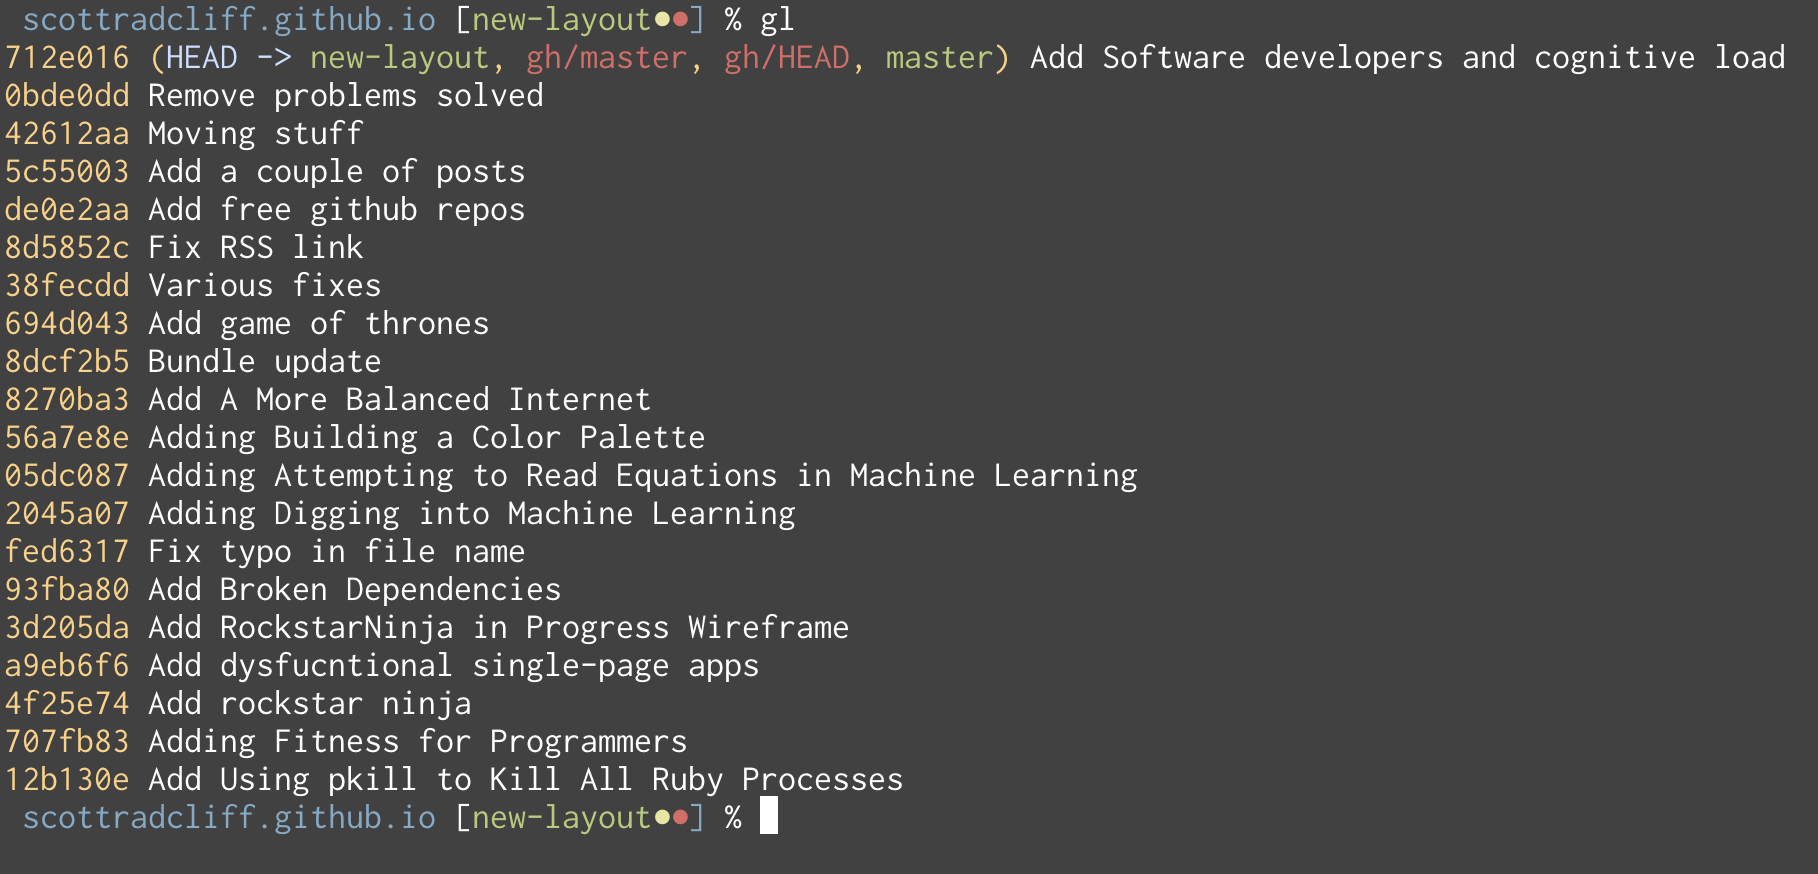 scottradcliff.github.io [new-layout●●] % gl
712e016 (HEAD -> new-layout, gh/master, gh/HEAD, master) Add Software developers and cognitive load
0bde0dd Remove problems solved
42612aa Moving stuff
5c55003 Add a couple of posts
de0e2aa Add free github repos
8d5852c Fix RSS link
38fecdd Various fixes
694d043 Add game of thrones
8dcf2b5 Bundle update
8270ba3 Add A More Balanced Internet
56a7e8e Adding Building a Color Palette
05dc087 Adding Attempting to Read Equations in Machine Learning
2045a07 Adding Digging into Machine Learning
fed6317 Fix typo in file name
93fba80 Add Broken Dependencies
3d205da Add RockstarNinja in Progress Wireframe
a9eb6f6 Add dysfucntional single-page apps
4f25e74 Add rockstar ninja
707fb83 Adding Fitness for Programmers
12b130e Add Using pkill to Kill All Ruby Processes
scottradcliff.github.io [new-layout●●] %